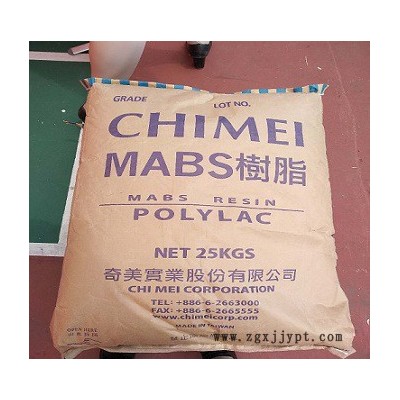 GRADE LOT NO.
CHIMEI
MABS樹脂
MABS RESIN
POLYLAC
NET 25KGS
奇美實業股份有限公司
CHI MEI CORPORATION
TEL: +886-6-2663000
FAX: +886-6-2665555
www.chimeicorp.com
MADE IN TAIWAN
OPEN HERE
www.zgxjjypt.com